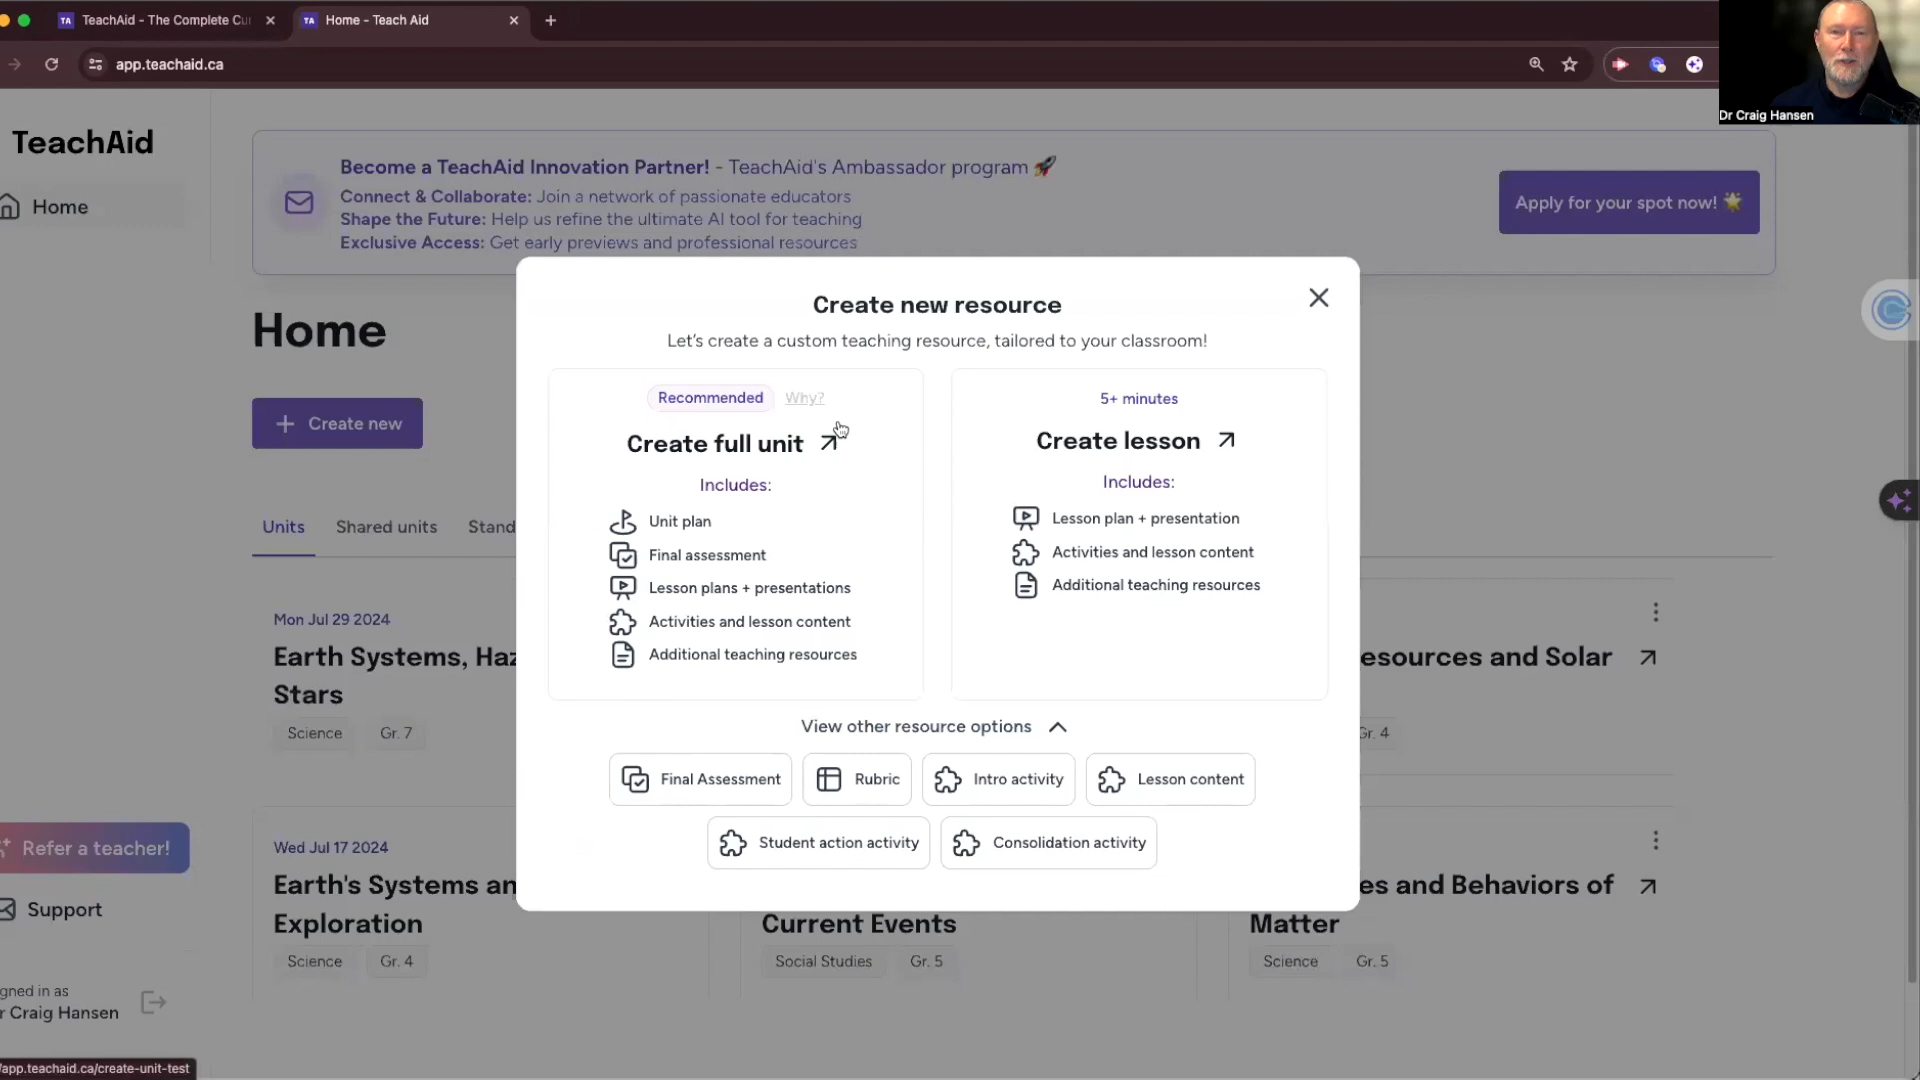 TeachAid - The Complete Cu
Home - Teach Aid
app.teachaid.ca
Dr Craig Hansen
TeachAid
Home
Become a TeachAid Innovation Partner! - TeachAid's Ambassador program 🚀
Connect & Collaborate: Join a network of passionate educators
Shape the Future: Help us refine the ultimate AI tool for teaching
Exclusive Access: Get early previews and professional resources
Apply for your spot now! 🌟
Home
Create new
Units
Shared units
Stand
Create new resource
Let's create a custom teaching resource, tailored to your classroom!
Recommended Why?
Create full unit
Includes:
Unit plan
Final assessment
Lesson plans + presentations
Activities and lesson content
Additional teaching resources
5+ minutes
Create lesson
Includes:
Lesson plan + presentation
Activities and lesson content
Additional teaching resources
View other resource options
Final Assessment
Rubric
Intro activity
Lesson content
Student action activity
Consolidation activity
Mon Jul 29 2024
Earth Systems, Haz
Stars
Science
Gr. 7
esources and Solar
Gr. 4
Wed Jul 17 2024
Earth's Systems an
Exploration
Science
Gr. 4
Current Events
Social Studies
Gr. 5
es and Behaviors of
Matter
Science
Gr. 5
Refer a teacher!
Support
gned in as
r Craig Hansen
/app.teachaid.ca/create-unit-test